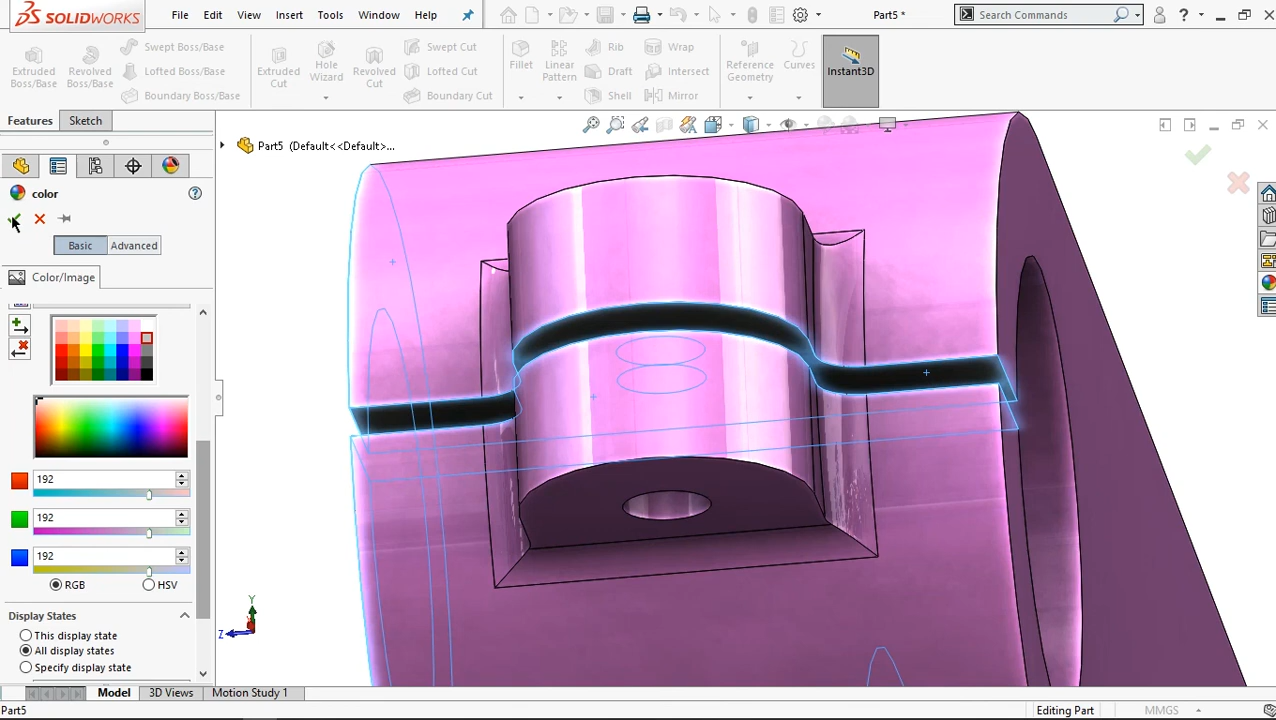 SOLIDWORKS File Edit View Insert Tools Window Help Part5 * Search Commands ?
Extruded Boss/Base
Revolved Boss/Base
Swept Boss/Base
Lofted Boss/Base
Boundary Boss/Base
Extruded Cut
Hole Wizard
Revolved Cut
Swept Cut
Lofted Cut
Boundary Cut
Fillet
Linear Pattern
Rib
Draft
Shell
Wrap
Intersect
Mirror
Reference Geometry
Curves
Instant3D
Features Sketch
Part5 (Default<<Default>...
color ?
Basic Advanced
Color/Image
192
192
192
RGB HSV
Display States
This display state
All display states
Specify display state
Y
Z
Model 3D Views Motion Study 1
Part5 Editing Part MMGS